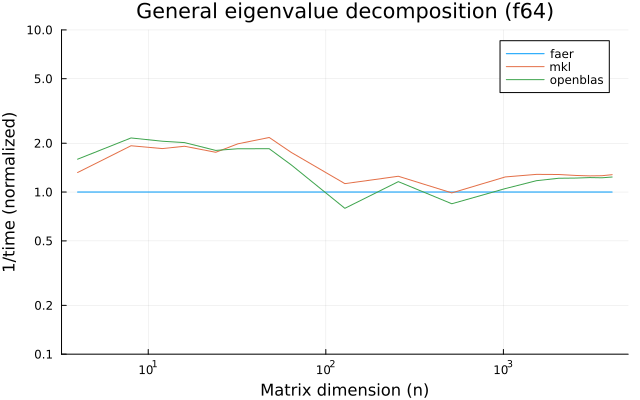 General eigenvalue decomposition (f64)
10.0
5.0
2.0
1.0
0.5
0.2
0.1
1/time (normalized)
faer
mkl
openblas
10¹
10²
10³
Matrix dimension (n)